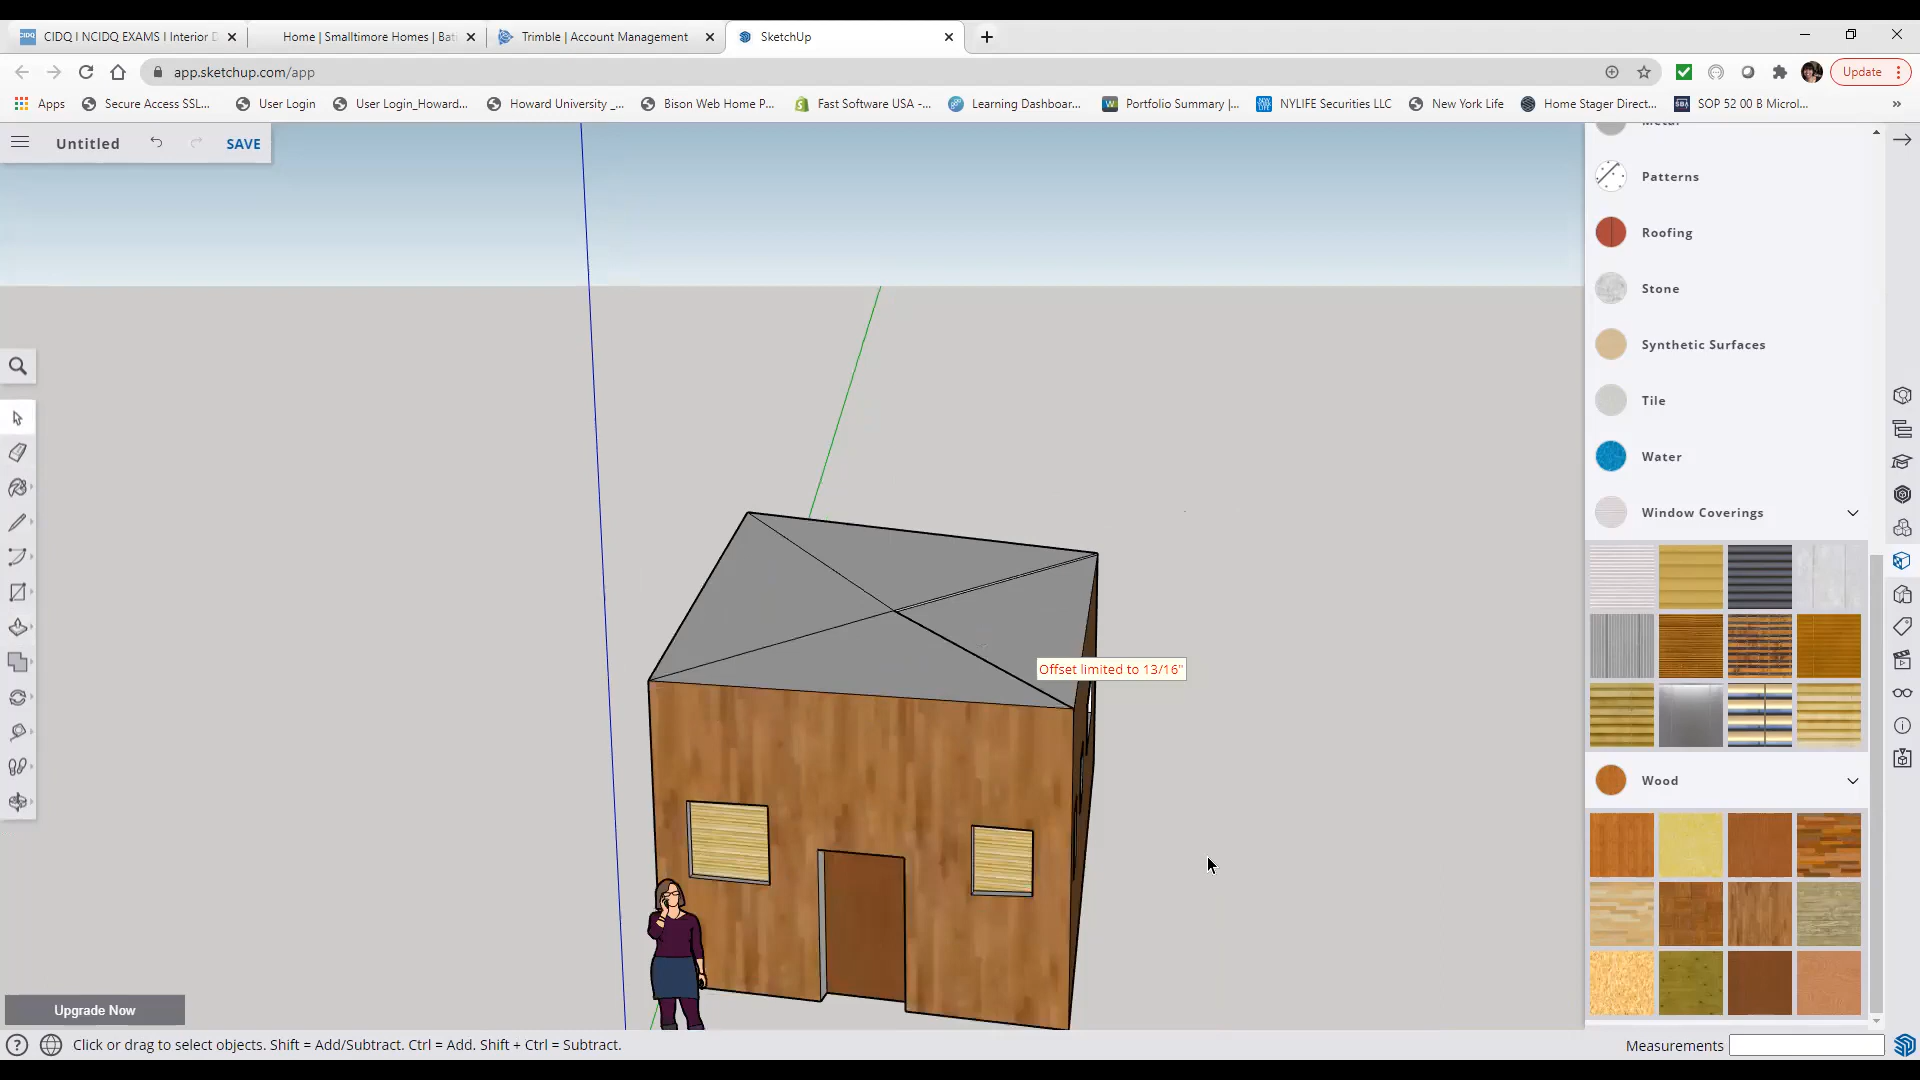 CIDQ I NCIDQ EXAMS I Interior D
Home | Smalltimore Homes | Balti
Trimble | Account Management
SketchUp
app.sketchup.com/app
Update
Apps
Secure Access SSL...
User Login
User Login_Howard...
Howard University _...
Bison Web Home P...
Fast Software USA -...
Learning Dashboar...
Portfolio Summary |...
NYLIFE Securities LLC
New York Life
Home Stager Direct...
SOP 52 00 B Microl...
Untitled
SAVE
Metal
Patterns
Roofing
Stone
Synthetic Surfaces
Tile
Water
Window Coverings
Offset limited to 13/16"
Wood
Upgrade Now
Click or drag to select objects. Shift = Add/Subtract. Ctrl = Add. Shift + Ctrl = Subtract.
Measurements